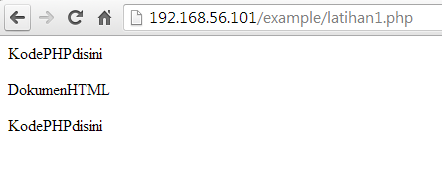 192.168.56.101/example/latihan1.php
KodePHPdisini
DokumenHTML
KodePHPdisini